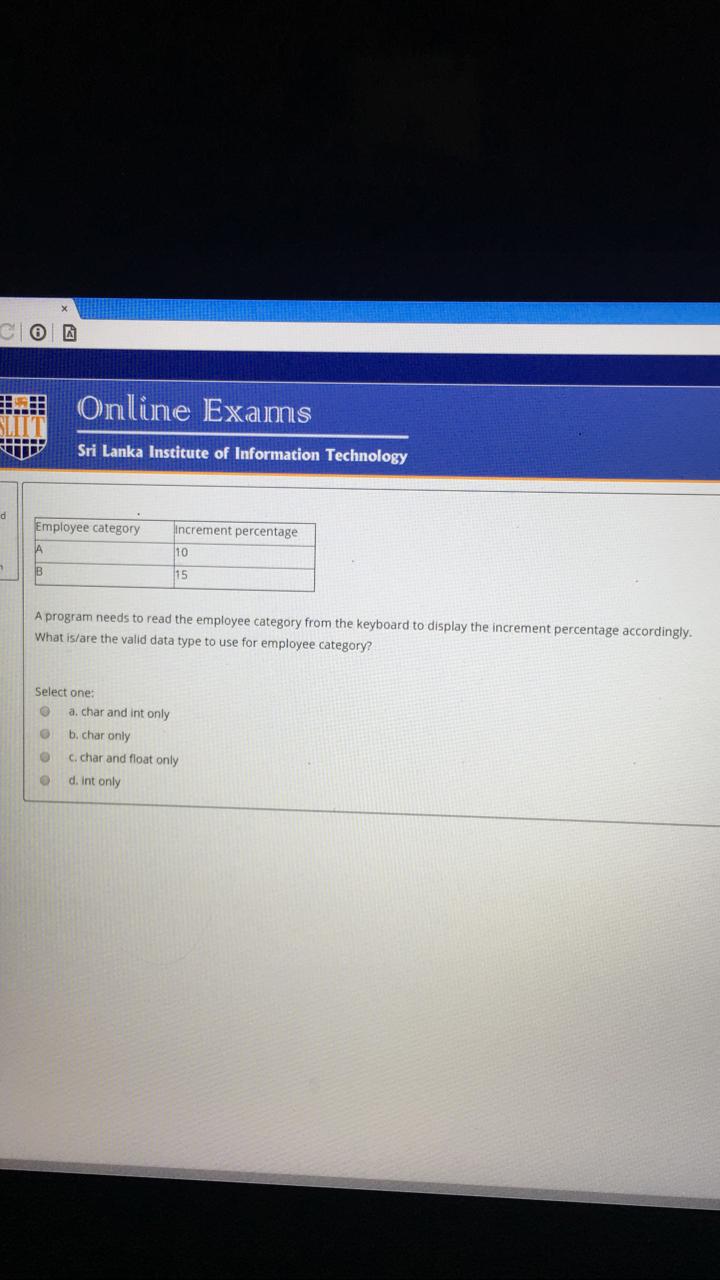 x
SLIIT
Online Exams
Sri Lanka Institute of Information Technology
d
Employee category Increment percentage
A 10
B 15
A program needs to read the employee category from the keyboard to display the increment percentage accordingly.
What is/are the valid data type to use for employee category?
Select one:
a. char and int only
b. char only
c. char and float only
d. int only